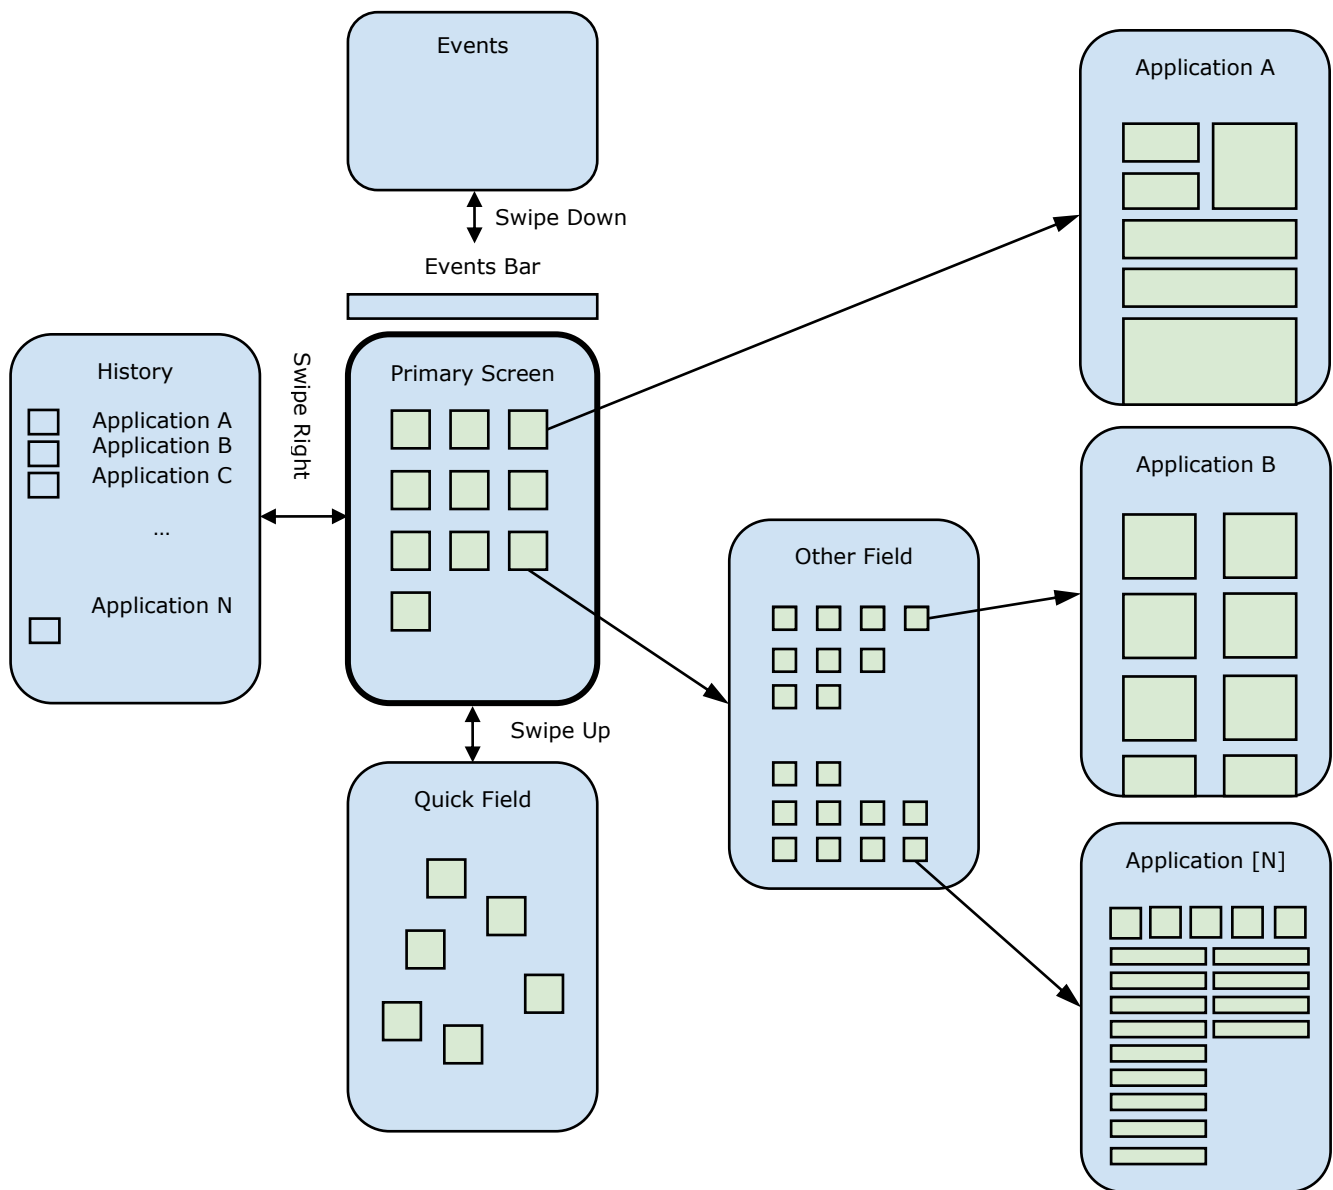 Events
Application A
Swipe Down
Events Bar
History
Application A
Application B
Application C
...
Application N
Swipe Right
Primary Screen
Application B
Other Field
Swipe Up
Quick Field
Application [N]